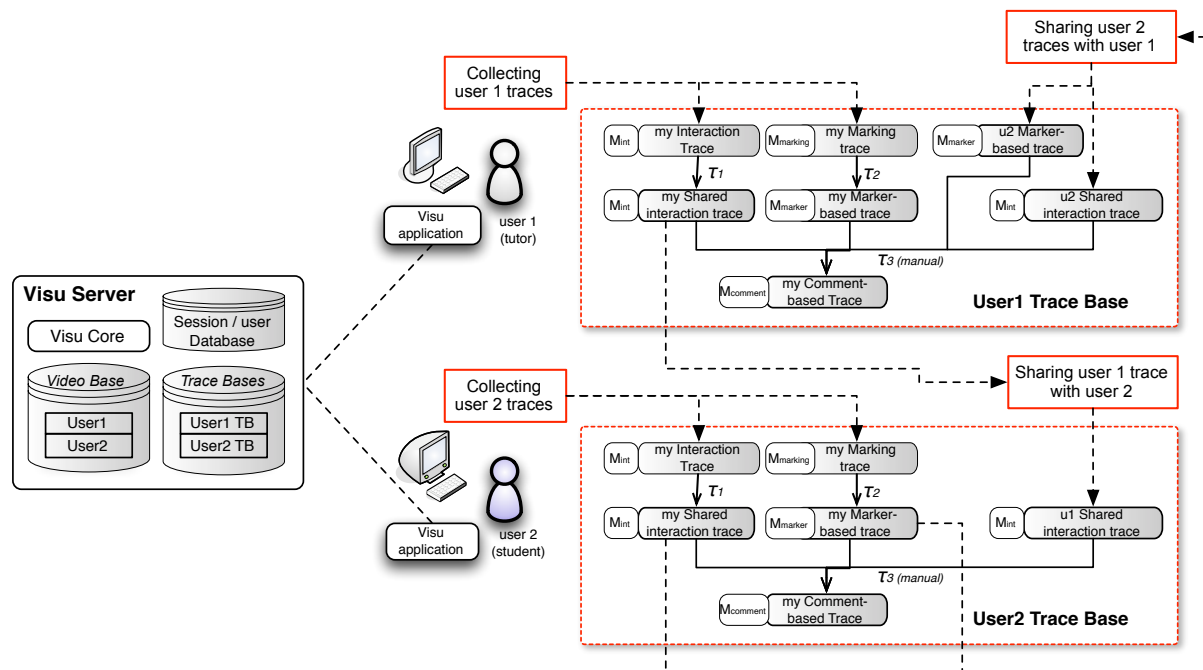 Sharing user 2
traces with user 1
Collecting
user 1 traces
Mint
my Interaction
Trace
Mmarking
my Marking
trace
Mmarker
u2 Marker-
based trace
τ1
τ2
Mint
my Shared
interaction trace
Mmarker
my Marker-
based trace
Mint
u2 Shared
interaction trace
τ3 (manual)
Mcomment
my Comment-
based Trace
User1 Trace Base
Visu
application
user 1
(tutor)
Visu Server
Visu Core
Session / user
Database
Video Base
User1
User2
Trace Bases
User1 TB
User2 TB
Collecting
user 2 traces
Sharing user 1 trace
with user 2
Mint
my Interaction
Trace
Mmarking
my Marking
trace
τ1
τ2
Mint
my Shared
interaction trace
Mmarker
my Marker-
based trace
Mint
u1 Shared
interaction trace
τ3 (manual)
Mcomment
my Comment-
based Trace
User2 Trace Base
Visu
application
user 2
(student)